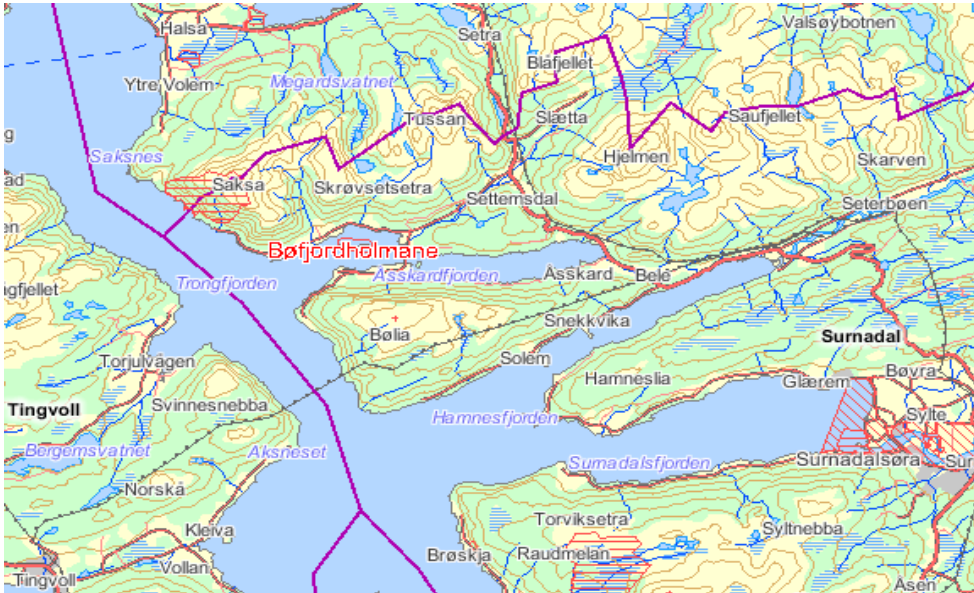 Halsa
Setra
Valsøybotnen
Blåfjellet
Ytre Volem
Megardsvatnet
Tussan
Slætta
Saufjellet
Saksnes
Hjelmen
Skarven
Saksa
Skrøvsetsetra
Settemsdal
Seterbøen
Bøfjordholmane
Trongfjorden
Åsskardfjorden
Åsskard
Bele
Bølia
Snekkvika
Surnadal
Torjulvågen
Solem
Hamneslia
Glærem
Bøvra
Tingvoll
Svinnesnebba
Hamnesfjorden
Sylte
Bergemsvatnet
Aksneset
Surnadalsfjorden
Surnadalsøra
Norskå
Torviksetra
Syltnebba
Kleiva
Brøskja
Raudmelan
Vollan
Tingvoll
Åsen